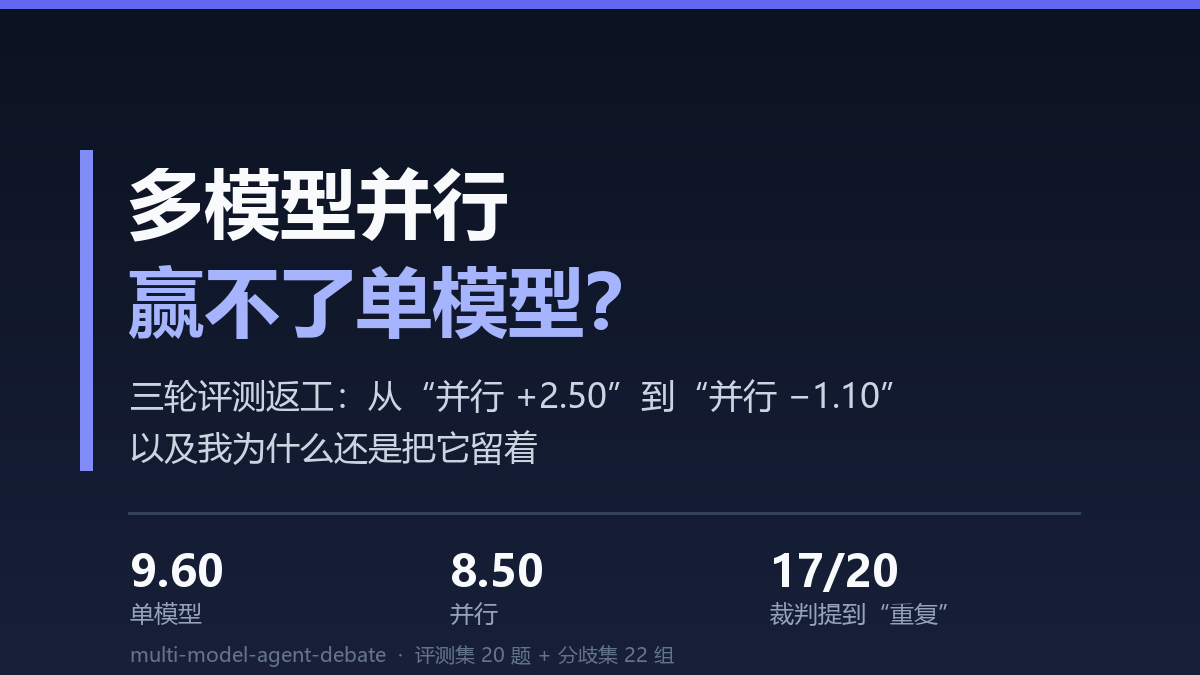 多模型并行
赢不了单模型?
三轮评测返工：从“并行 +2.50”到“并行 −1.10”
以及我为什么还是把它留着
9.60
单模型
8.50
并行
17/20
裁判提到“重复”
multi-model-agent-debate · 评测集 20 题 + 分歧集 22 组